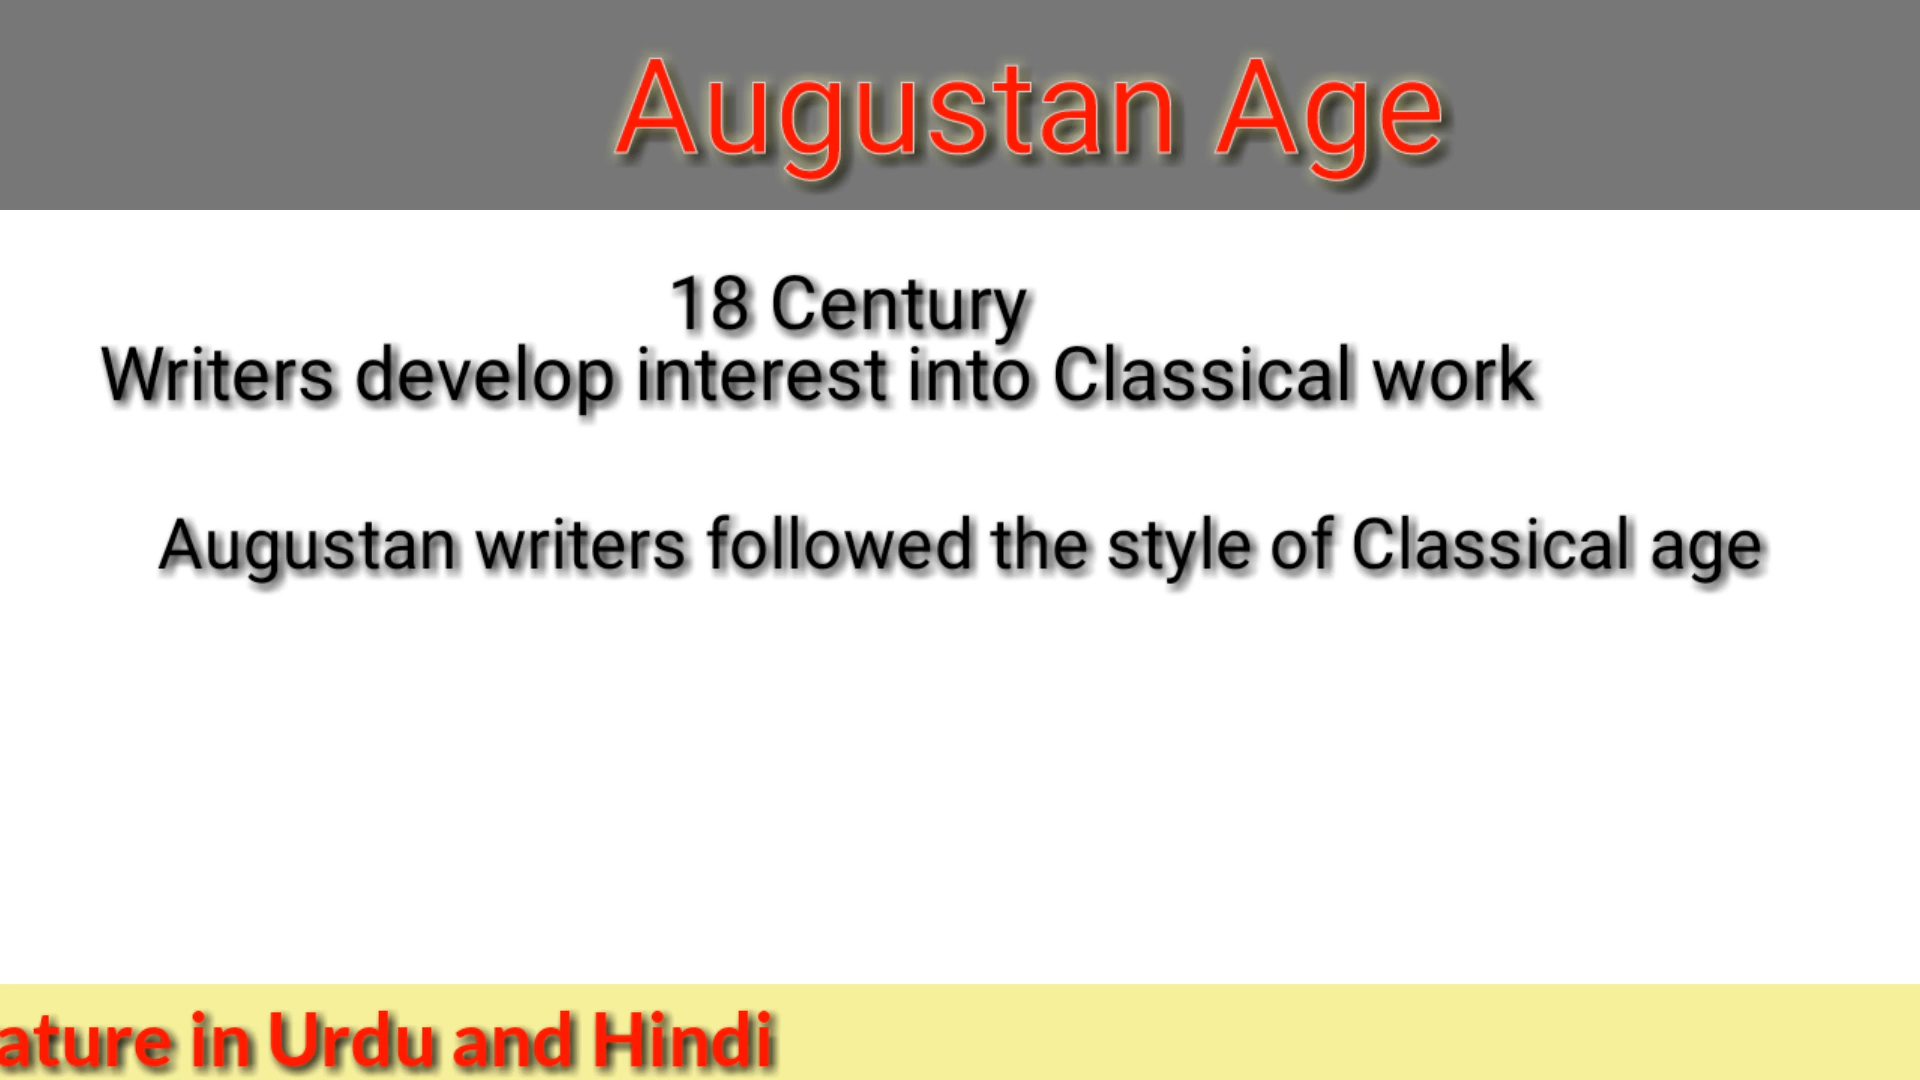 Augustan Age
18 Century
Writers develop interest into Classical work
Augustan writers followed the style of Classical age
ature in Urdu and Hindi